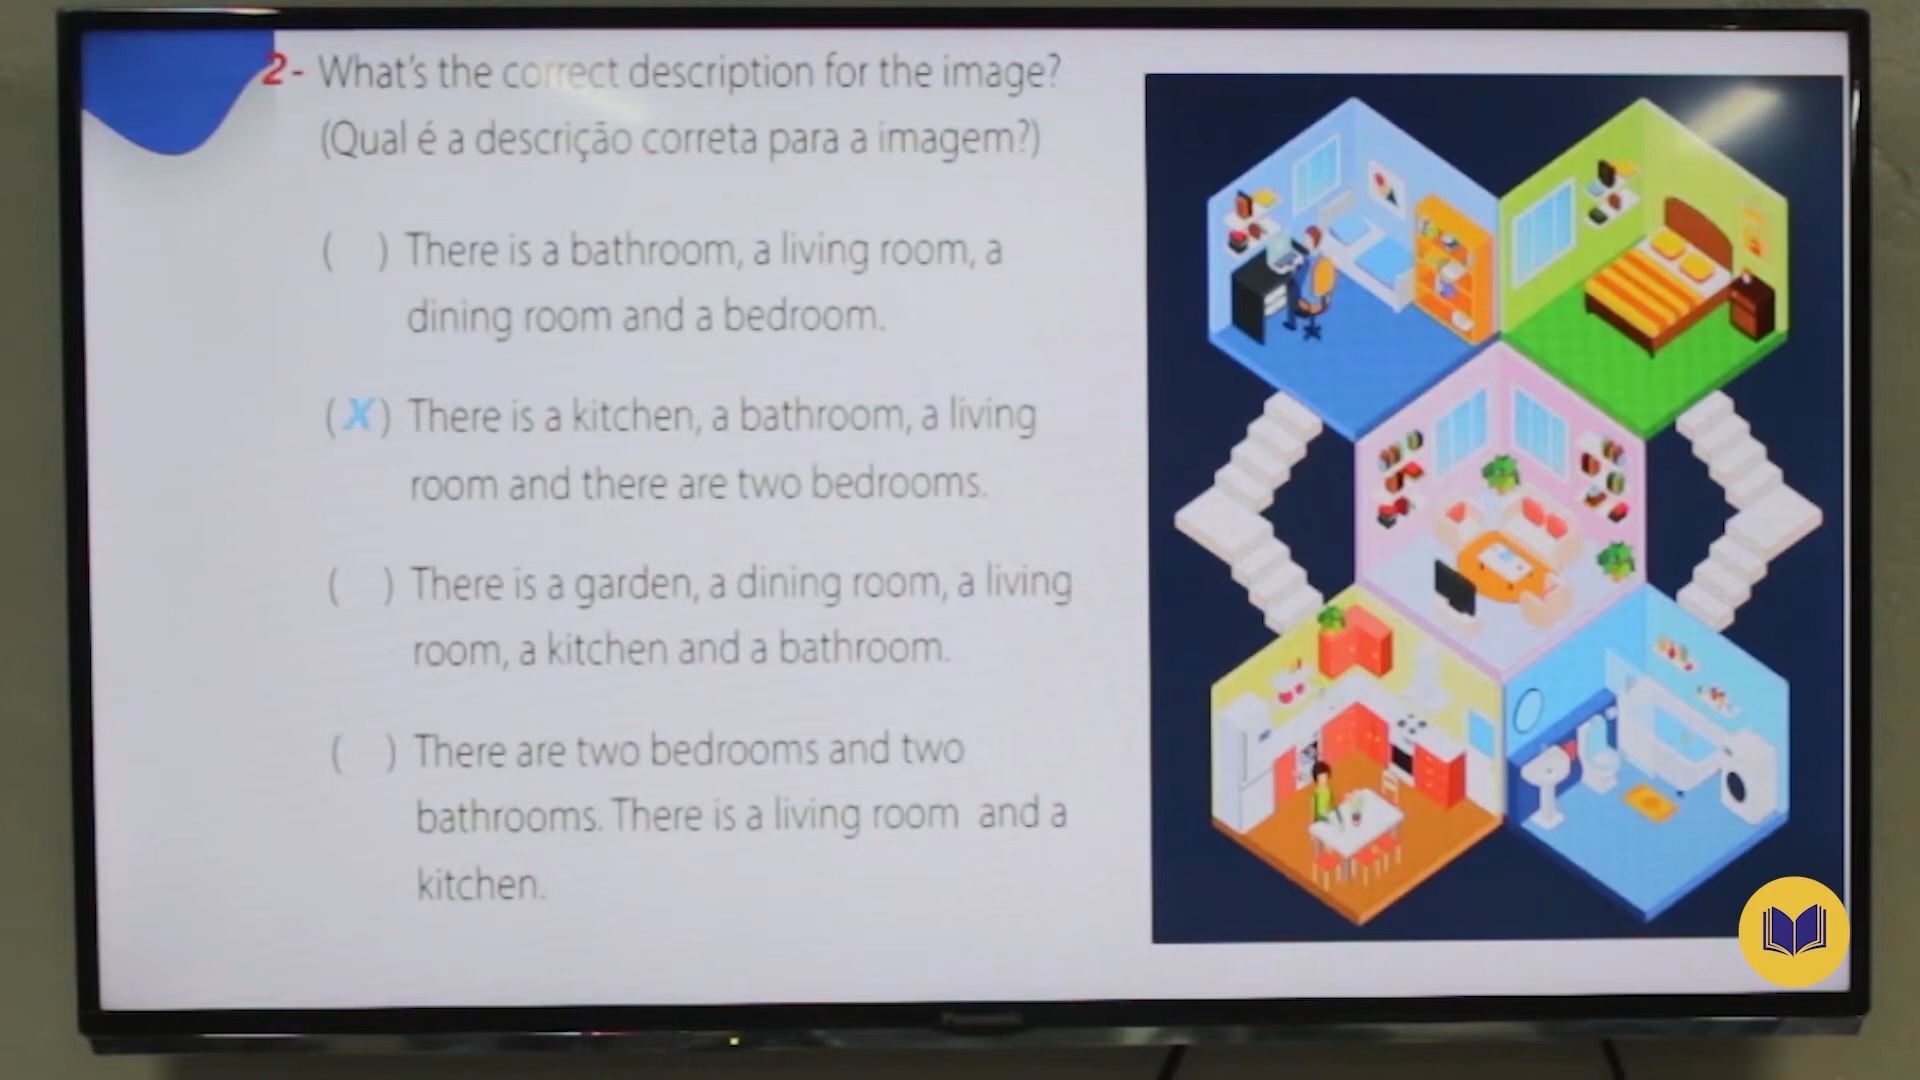 2- What's the correct description for the image?
(Qual é a descrição correta para a imagem?)
( ) There is a bathroom, a living room, a
dining room and a bedroom.
(X) There is a kitchen, a bathroom, a living
room and there are two bedrooms.
( ) There is a garden, a dining room, a living
room, a kitchen and a bathroom.
( ) There are two bedrooms and two
bathrooms. There is a living room and a
kitchen.
Panasonic